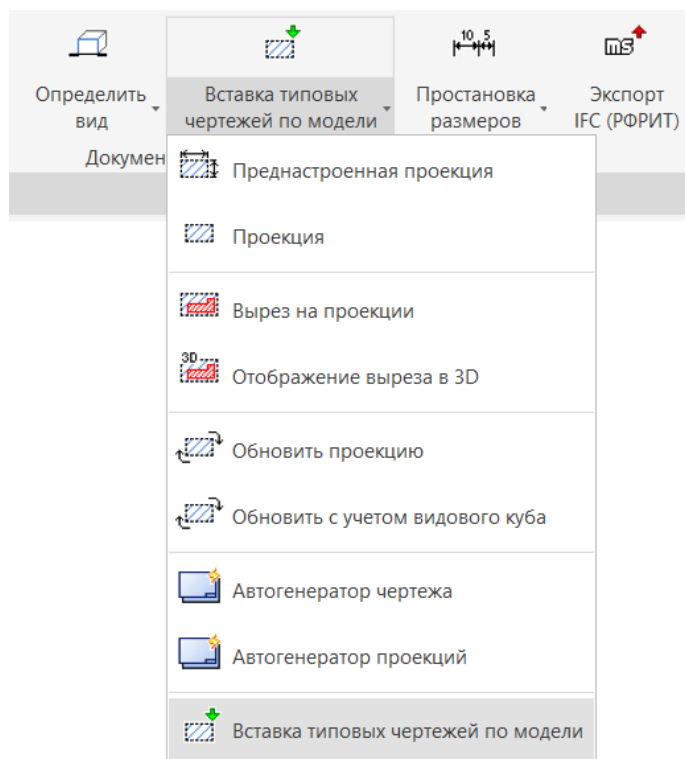 10 5
ms
Определить вид
Вставка типовых чертежей по модели
Простановка размеров
Экспорт IFC (РФРИТ)
Докумен
Преднастроенная проекция
Проекция
Вырез на проекции
3D
Отображение выреза в 3D
Обновить проекцию
Обновить с учетом видового куба
Автогенератор чертежа
Автогенератор проекций
Вставка типовых чертежей по модели